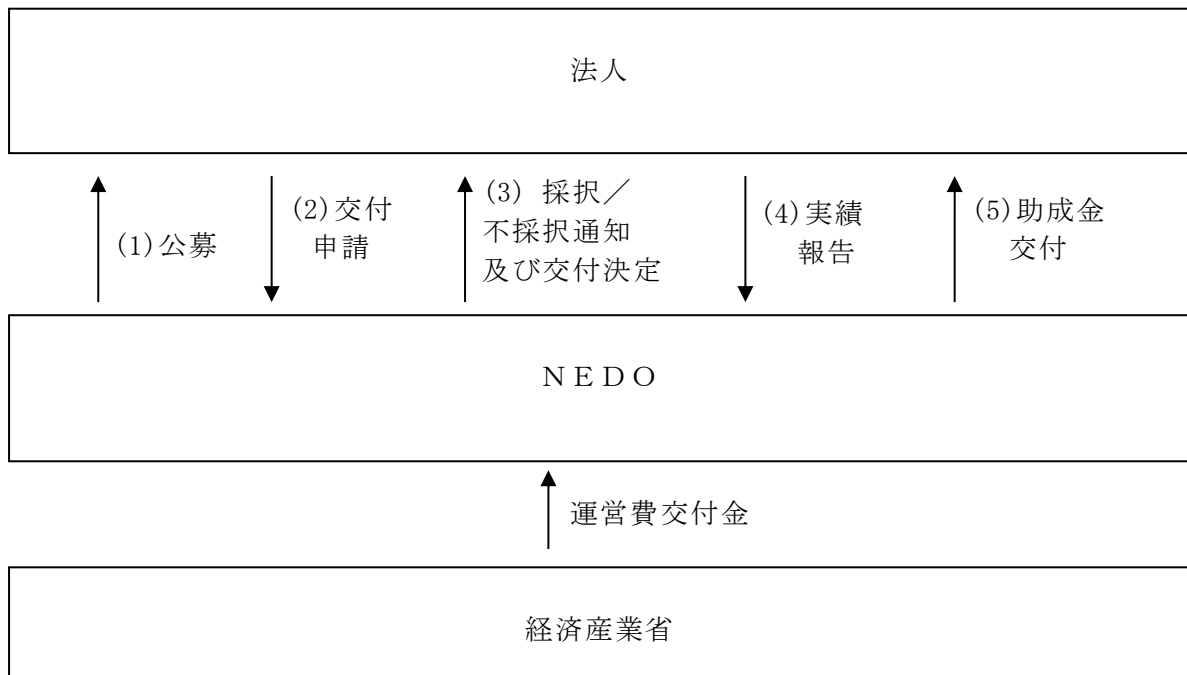 法人
(1)公募
(2)交付
申請
(3) 採択／
不採択通知
及び交付決定
(4)実績
報告
(5)助成金
交付
ＮＥＤＯ
運営費交付金
経済産業省